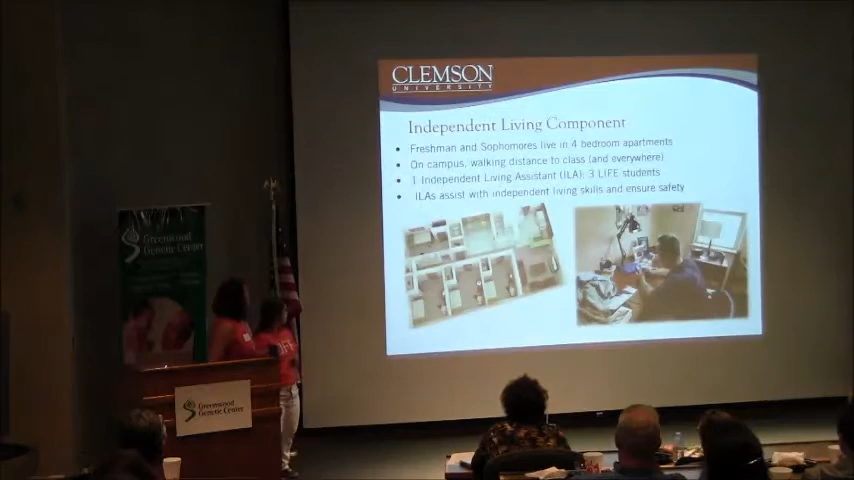 CLEMSON
UNIVERSITY
Independent Living Component
• Freshman and Sophomores live in 4 bedroom apartments
• On-campus, walking distance to class (and everywhere)
• 1 Independent Living Assistant (ILA): 3 LIFE students
• ILAs assist with independent living skills and ensure safety
Greenwood
Genetic Center
Greenwood
Genetic Center